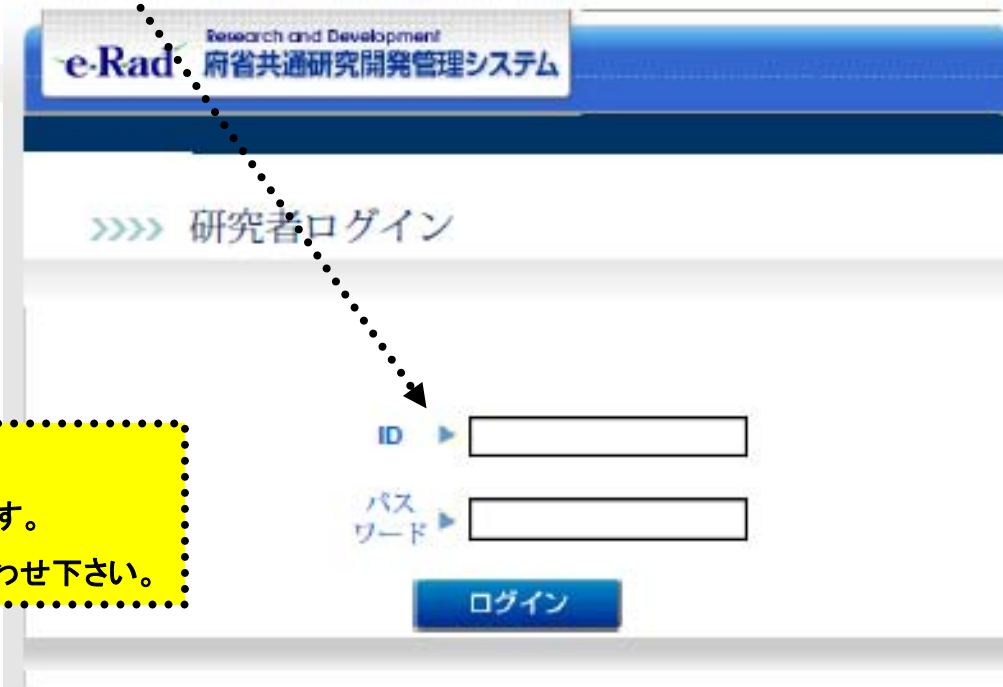 e-Rad
Research and Development
府省共通研究開発管理システム
>>>> 研究者ログイン
ID
パス
ワード
す。
わせ下さい。
ログイン